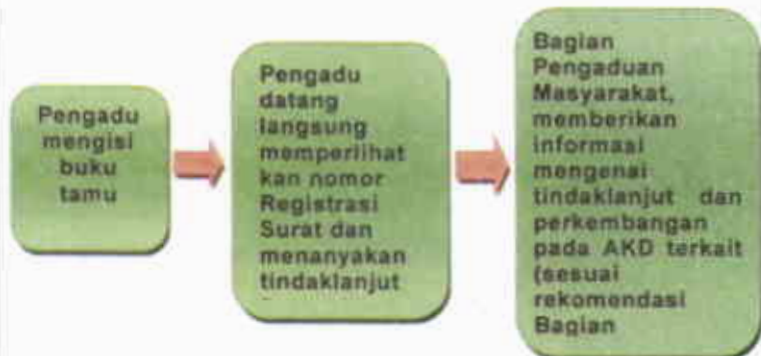 Pengadu
mengisi
buku
tamu
Pengadu
datang
langsung
memperlihat
kan nomor
Registrasi
Surat dan
menanyakan
tindaklanjut
Bagian
Pengaduan
Masyarakat,
memberikan
informasi
mengenai
tindaklanjut dan
perkembangan
pada AKD terkait
(sesuai
rekomendasi
Bagian